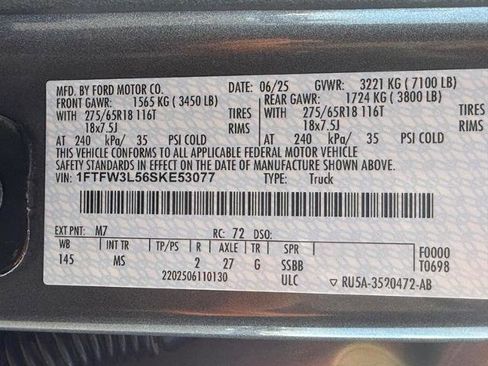 MFD. BY FORD MOTOR CO. DATE: 06/25 GVWR: 3221 KG ( 7100 LB)
FRONT GAWR: 1565 KG ( 3450 LB) REAR GAWR: 1724 KG ( 3800 LB)
WITH 275/65R18 116T TIRES WITH 275/65R18 116T TIRES
18x7.5J RIMS 18x7.5J RIMS
AT 240 kPa/ 35 PSI COLD AT 240 kPa/ 35 PSI COLD
THIS VEHICLE CONFORMS TO ALL APPLICABLE FEDERAL MOTOR VEHICLE
SAFETY STANDARDS IN EFFECT ON THE DATE OF MANUFACTURE SHOWN ABOVE.
VIN: 1FTFW3L56SKE53077 TYPE: Truck
EXT PNT: M7 RC: 72 DSO:
WB INT TR TP/PS R AXLE TR SPR F0000
145 MS 2 27 G SSBB T0698
2202506110130 ULC RU5A-3520472-AB